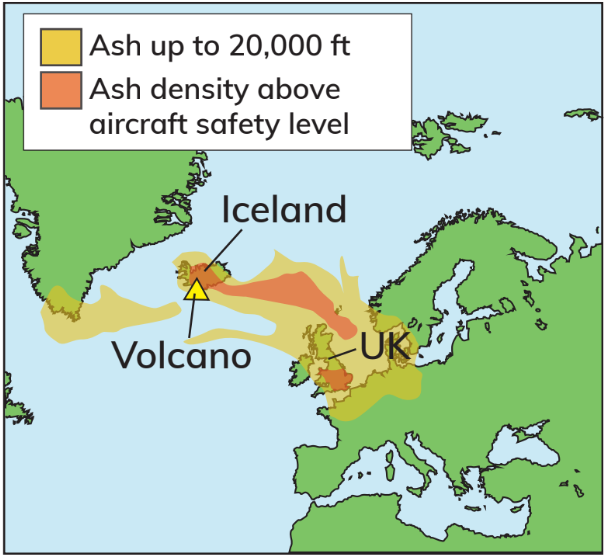 Ash up to 20,000 ft
Ash density above
aircraft safety level
Iceland
Volcano
UK